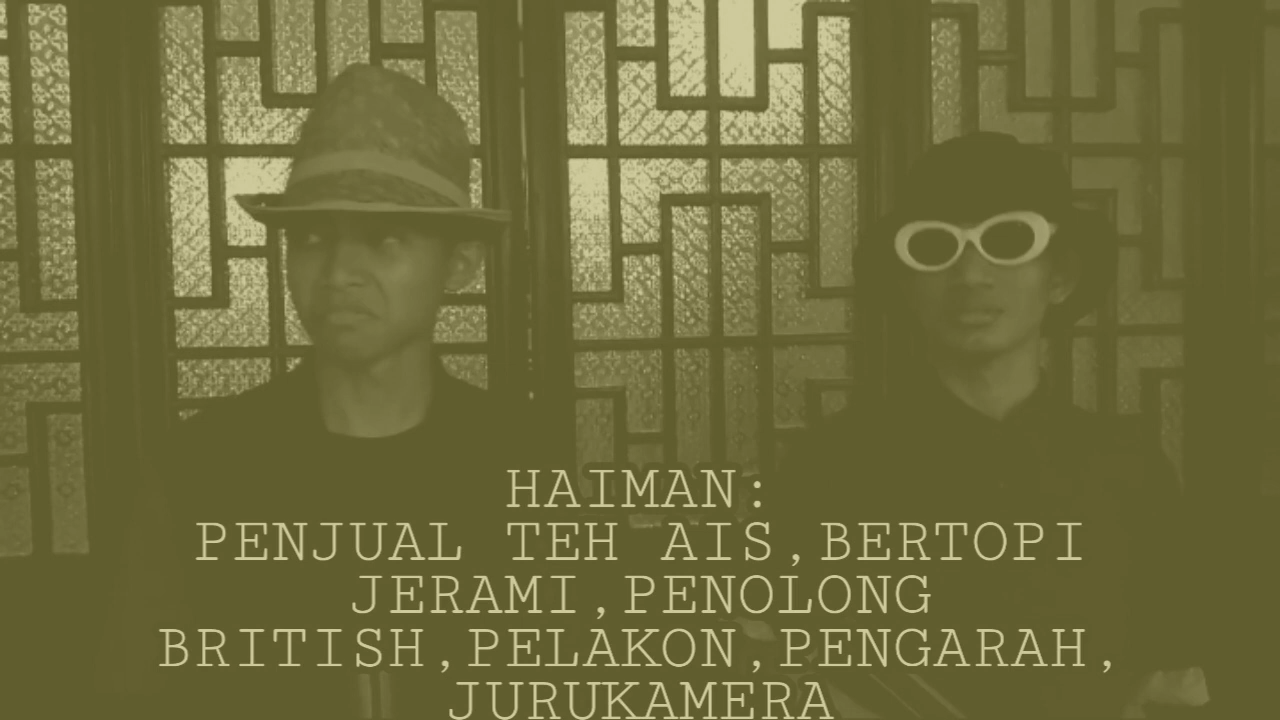 HAIMAN:
PENJUAL TEH AIS,BERTOPI
JERAMI,PENOLONG
BRITISH,PELAKON,PENGARAH,
JURUKAMERA